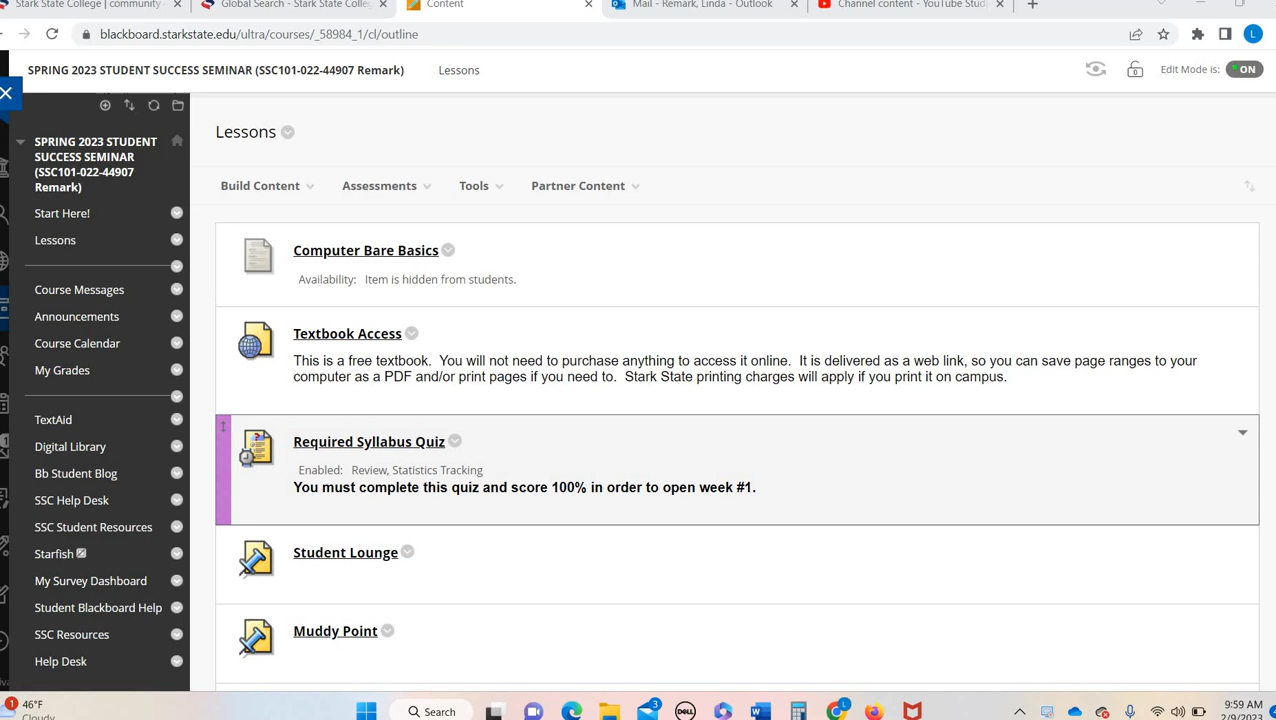 Stark State College | community
Global Search - Stark State Colle
Content
Mail - Remark, Linda - Outlook
Channel content - YouTube Stud
blackboard.starkstate.edu/ultra/courses/_58984_1/cl/outline
L
SPRING 2023 STUDENT SUCCESS SEMINAR (SSC101-022-44907 Remark)
Lessons
Edit Mode is:
ON
SPRING 2023 STUDENT
SUCCESS SEMINAR
(SSC101-022-44907
Remark)
Start Here!
Lessons
Course Messages
Announcements
Course Calendar
My Grades
TextAid
Digital Library
Bb Student Blog
SSC Help Desk
SSC Student Resources
Starfish
My Survey Dashboard
Student Blackboard Help
SSC Resources
Help Desk
Lessons
Build Content
Assessments
Tools
Partner Content
Computer Bare Basics
Availability: Item is hidden from students.
Textbook Access
This is a free textbook. You will not need to purchase anything to access it online. It is delivered as a web link, so you can save page ranges to your
computer as a PDF and/or print pages if you need to. Stark State printing charges will apply if you print it on campus.
Required Syllabus Quiz
Enabled: Review, Statistics Tracking
You must complete this quiz and score 100% in order to open week #1.
Student Lounge
Muddy Point
1
46°F
Cloudy
Search
3
DELL
L
9:59 AM
2/9/2023